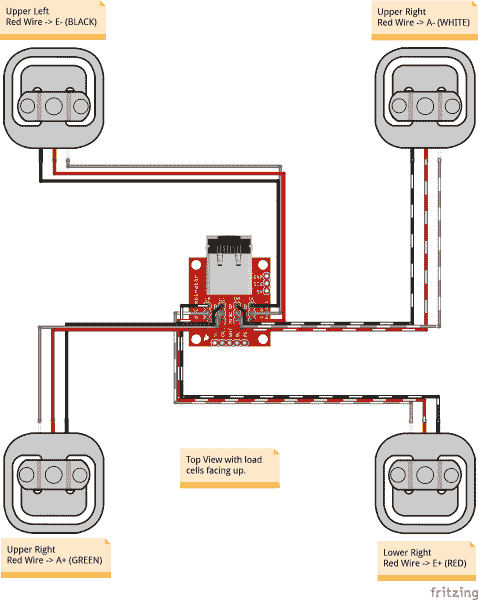 Upper Left
Red Wire -> E- (BLACK)
Upper Right
Red Wire -> A- (WHITE)
Top View with load
cells facing up.
Upper Right
Red Wire -> A+ (GREEN)
Lower Right
Red Wire -> E+ (RED)
fritzing